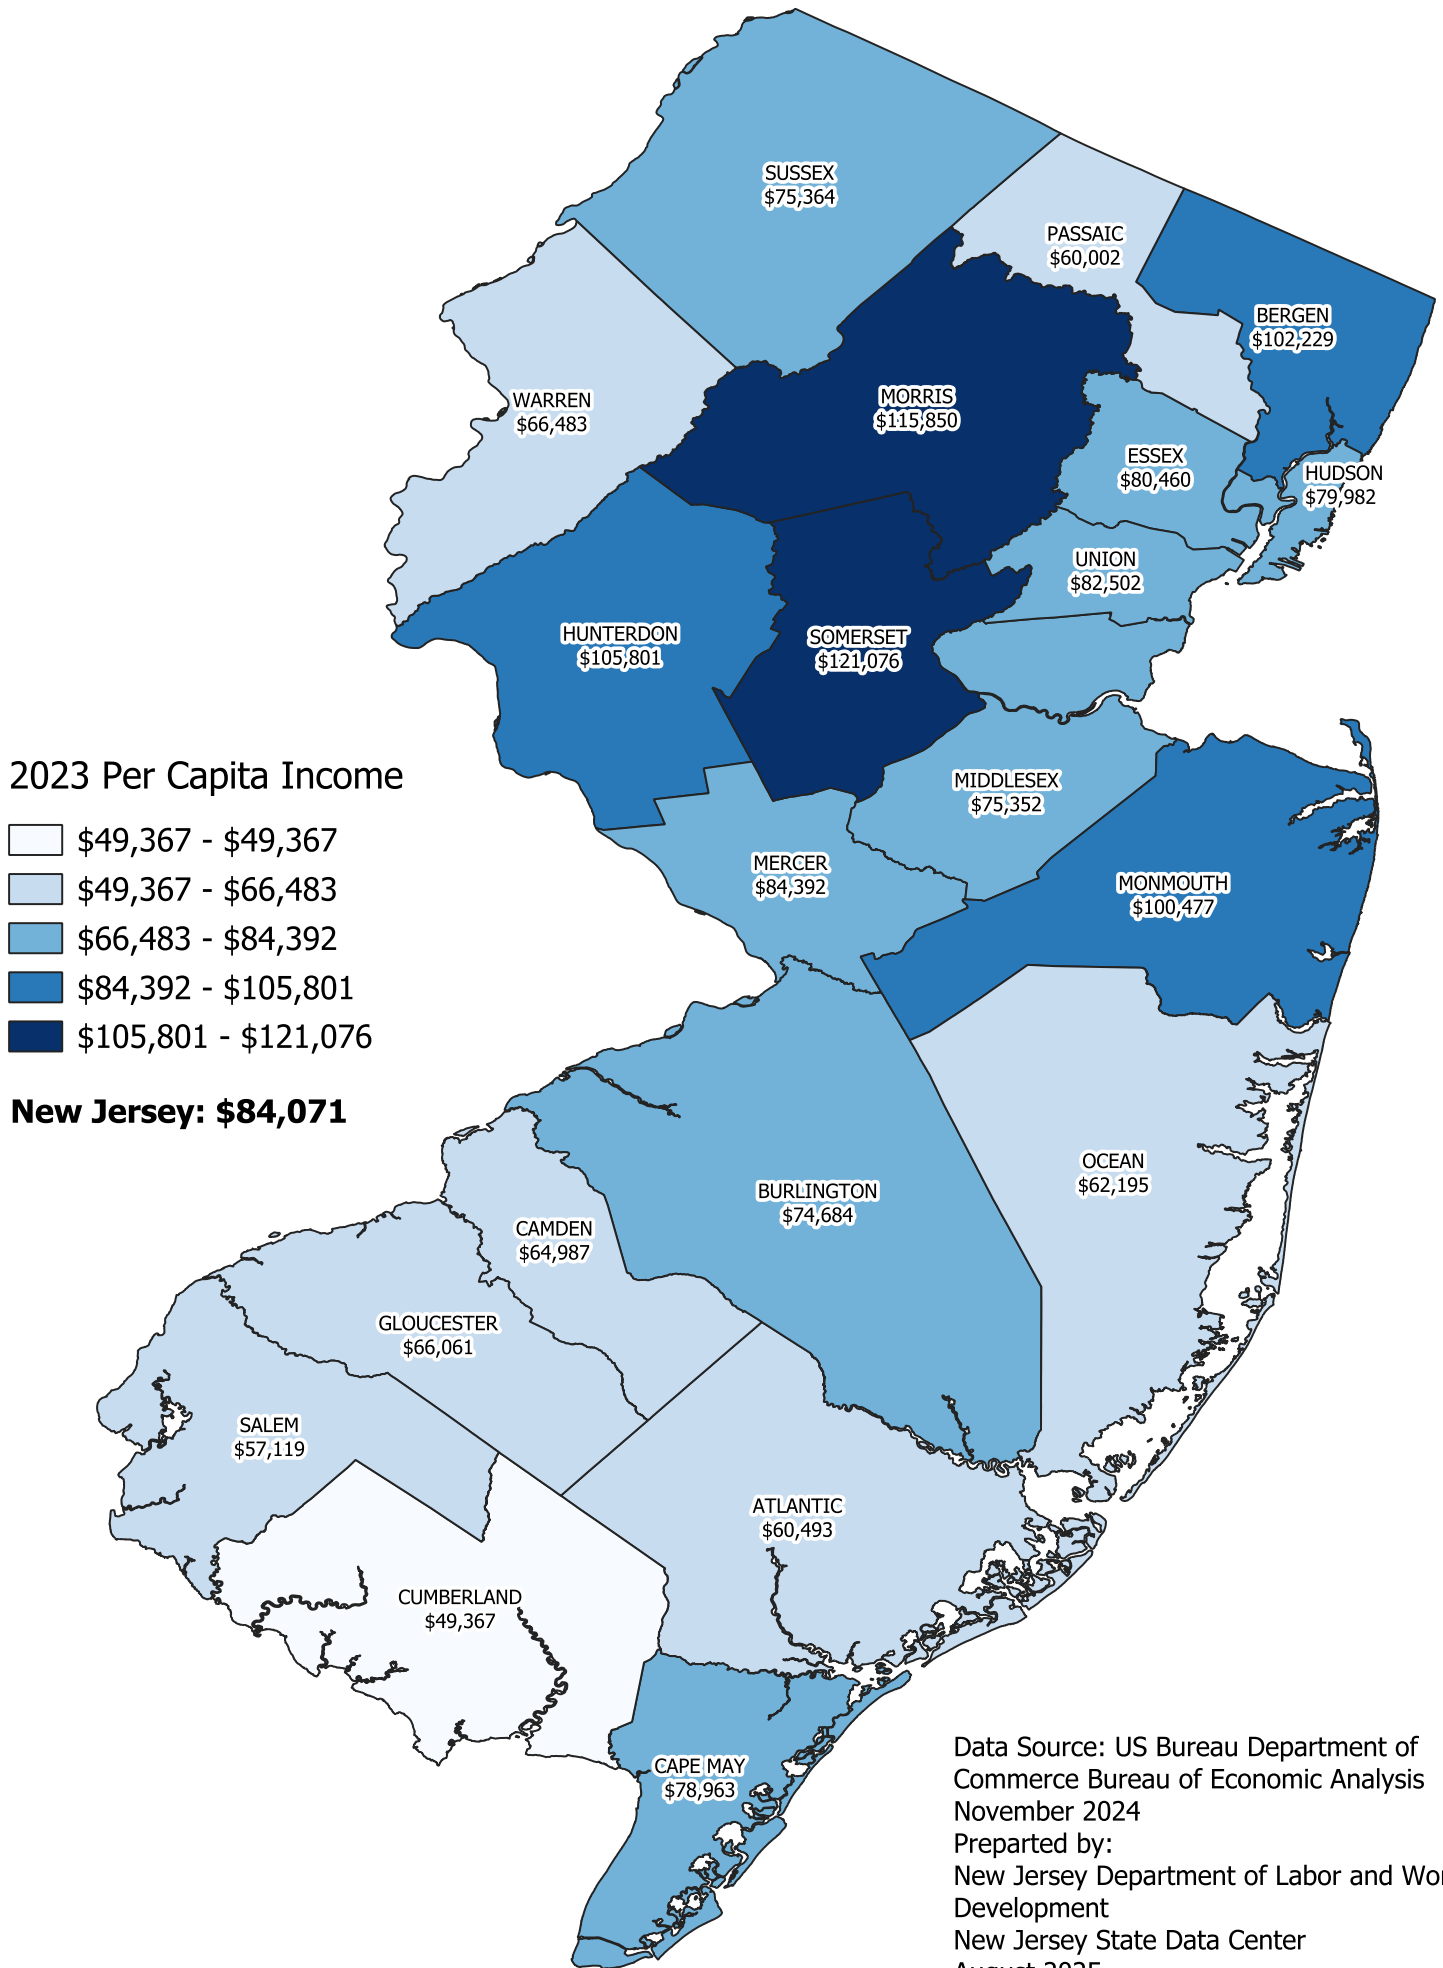 SUSSEX
$75,364
PASSAIC
$60,002
BERGEN
$102,229
WARREN
$66,483
MORRIS
$115,850
ESSEX
$80,460
HUDSON
$79,982
UNION
$82,502
HUNTERDON
$105,801
SOMERSET
$121,076
MIDDLESEX
$75,352
MERCER
$84,392
MONMOUTH
$100,477
2023 Per Capita Income
$49,367 - $49,367
$49,367 - $66,483
$66,483 - $84,392
$84,392 - $105,801
$105,801 - $121,076
New Jersey: $84,071
OCEAN
$62,195
BURLINGTON
$74,684
CAMDEN
$64,987
GLOUCESTER
$66,061
SALEM
$57,119
ATLANTIC
$60,493
CUMBERLAND
$49,367
CAPE MAY
$78,963
Data Source: US Bureau Department of
Commerce Bureau of Economic Analysis
November 2024
Preparted by:
New Jersey Department of Labor and Wor
Development
New Jersey State Data Center
August 2025